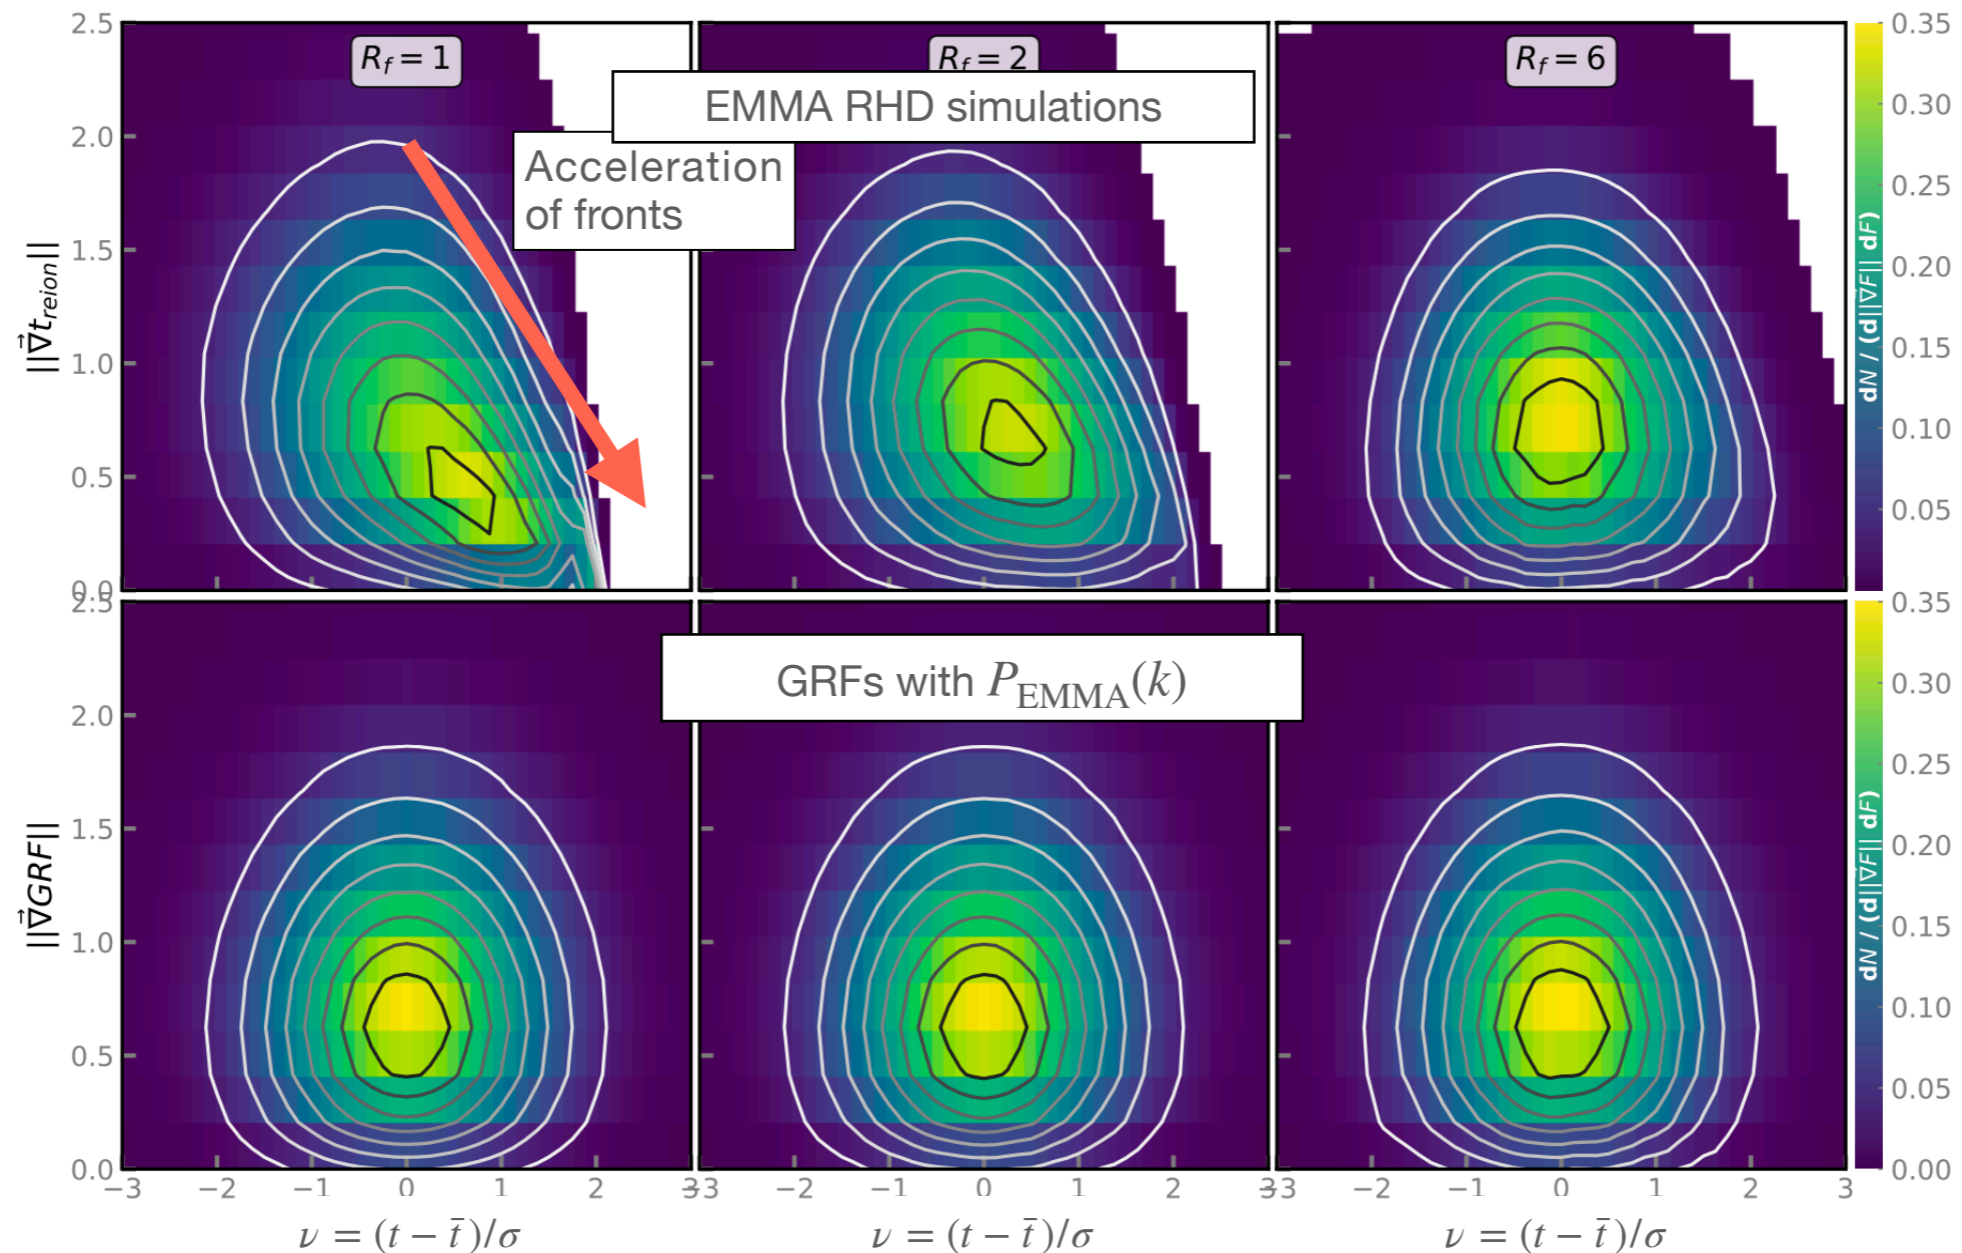 2.5
R_f = 1
R_f = 2
R_f = 6
0.35
EMMA RHD simulations
0.30
2.0
Acceleration
of fronts
0.25
1.5
0.20
||∇⃗t_{reion}||
dN / (d||∇⃗F|| dF)
1.0
0.15
0.10
0.5
0.05
0.0
2.5
0.35
GRFs with P_{EMMA}(k)
0.30
2.0
0.25
1.5
0.20
||∇⃗GRF||
dN / (d||∇⃗F|| dF)
1.0
0.15
0.10
0.5
0.05
0.0
0.00
−3 −2 −1 0 1 2 3
−3 −2 −1 0 1 2 3
−3 −2 −1 0 1 2 3
ν = (t − t̄)/σ
ν = (t − t̄)/σ
ν = (t − t̄)/σ